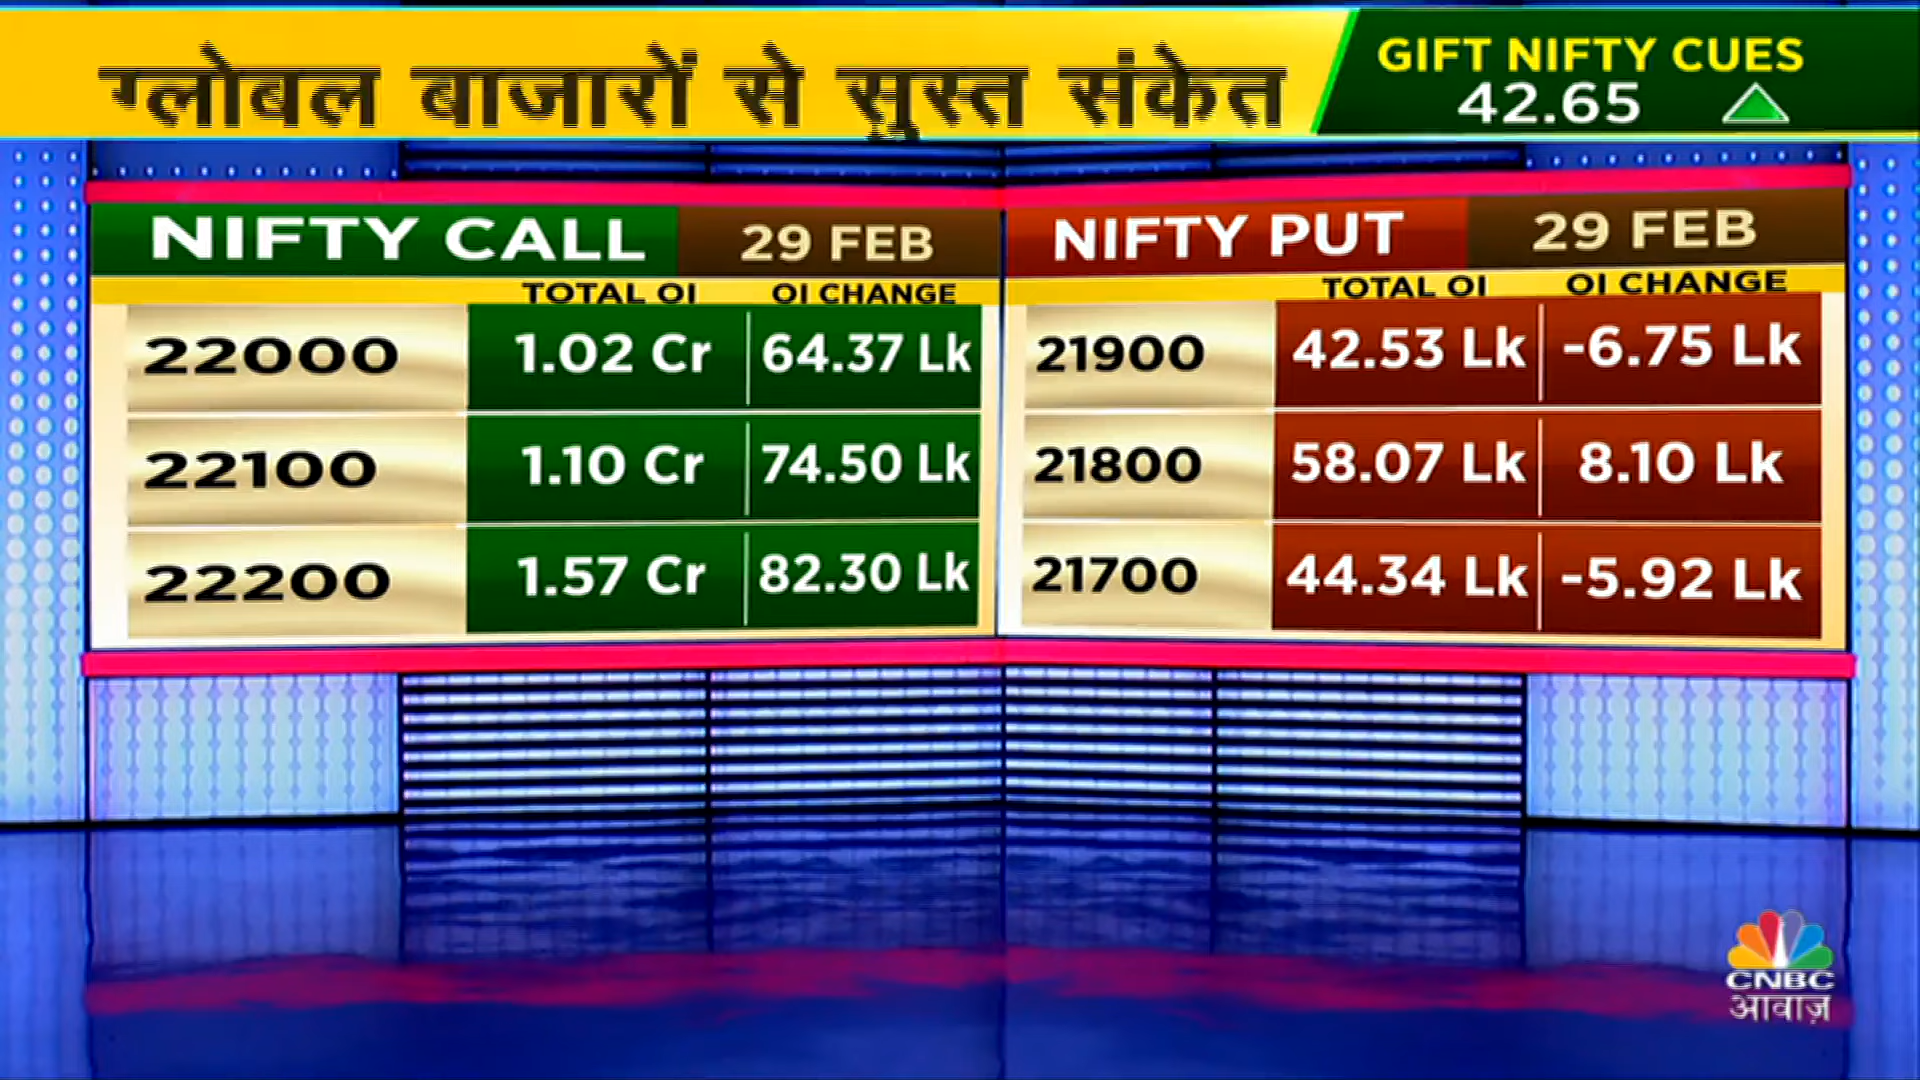 ग्लोबल बाजारों से सुस्त संकेत
GIFT NIFTY CUES
42.65
NIFTY CALL 29 FEB
TOTAL OI OI CHANGE
22000 1.02 Cr 64.37 Lk
22100 1.10 Cr 74.50 Lk
22200 1.57 Cr 82.30 Lk
NIFTY PUT 29 FEB
TOTAL OI OI CHANGE
21900 42.53 Lk -6.75 Lk
21800 58.07 Lk 8.10 Lk
21700 44.34 Lk -5.92 Lk
CNBC
आवाज़